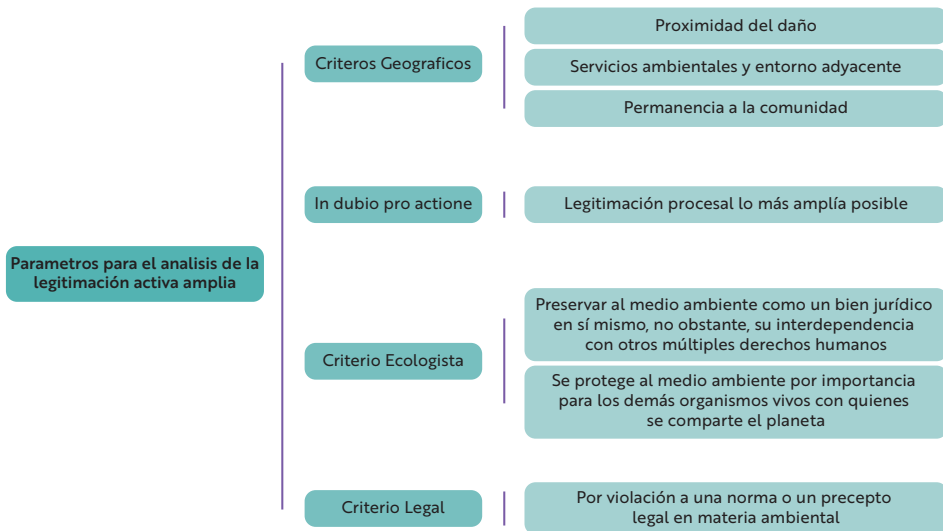 Parametros para el analisis de la
legitimación activa amplia
Criteros Geograficos
Proximidad del daño
Servicios ambientales y entorno adyacente
Permanencia a la comunidad
In dubio pro actione
Legitimación procesal lo más amplía posible
Criterio Ecologista
Preservar al medio ambiente como un bien jurídico
en sí mismo, no obstante, su interdependencia
con otros múltiples derechos humanos
Se protege al medio ambiente por importancia
para los demás organismos vivos con quienes
se comparte el planeta
Criterio Legal
Por violación a una norma o un precepto
legal en materia ambiental